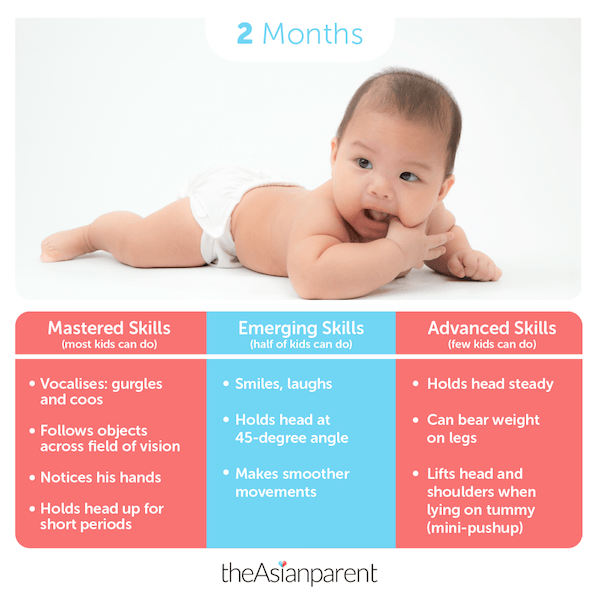 2 Months
Mastered Skills
(most kids can do)
Emerging Skills
(half of kids can do)
Advanced Skills
(few kids can do)
• Vocalises: gurgles
and coos
• Follows objects
across field of vision
• Notices his hands
• Holds head up for
short periods
• Smiles, laughs
• Holds head at
45-degree angle
• Makes smoother
movements
• Holds head steady
• Can bear weight
on legs
• Lifts head and
shoulders when
lying on tummy
(mini-pushup)
theAsianparent